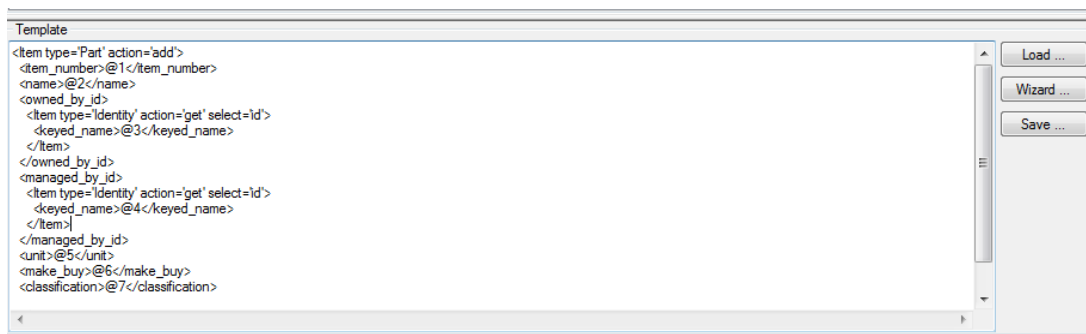 Template
<Item type='Part' action='add'>
<item_number>@1</item_number>
<name>@2</name>
<owned_by_id>
<Item type='Identity' action='get' select='id'>
<keyed_name>@3</keyed_name>
</Item>
</owned_by_id>
<managed_by_id>
<Item type='Identity' action='get' select='id'>
<keyed_name>@4</keyed_name>
</Item>
</managed_by_id>
<unit>@5</unit>
<make_buy>@6</make_buy>
<classification>@7</classification>
Load ...
Wizard ...
Save ...